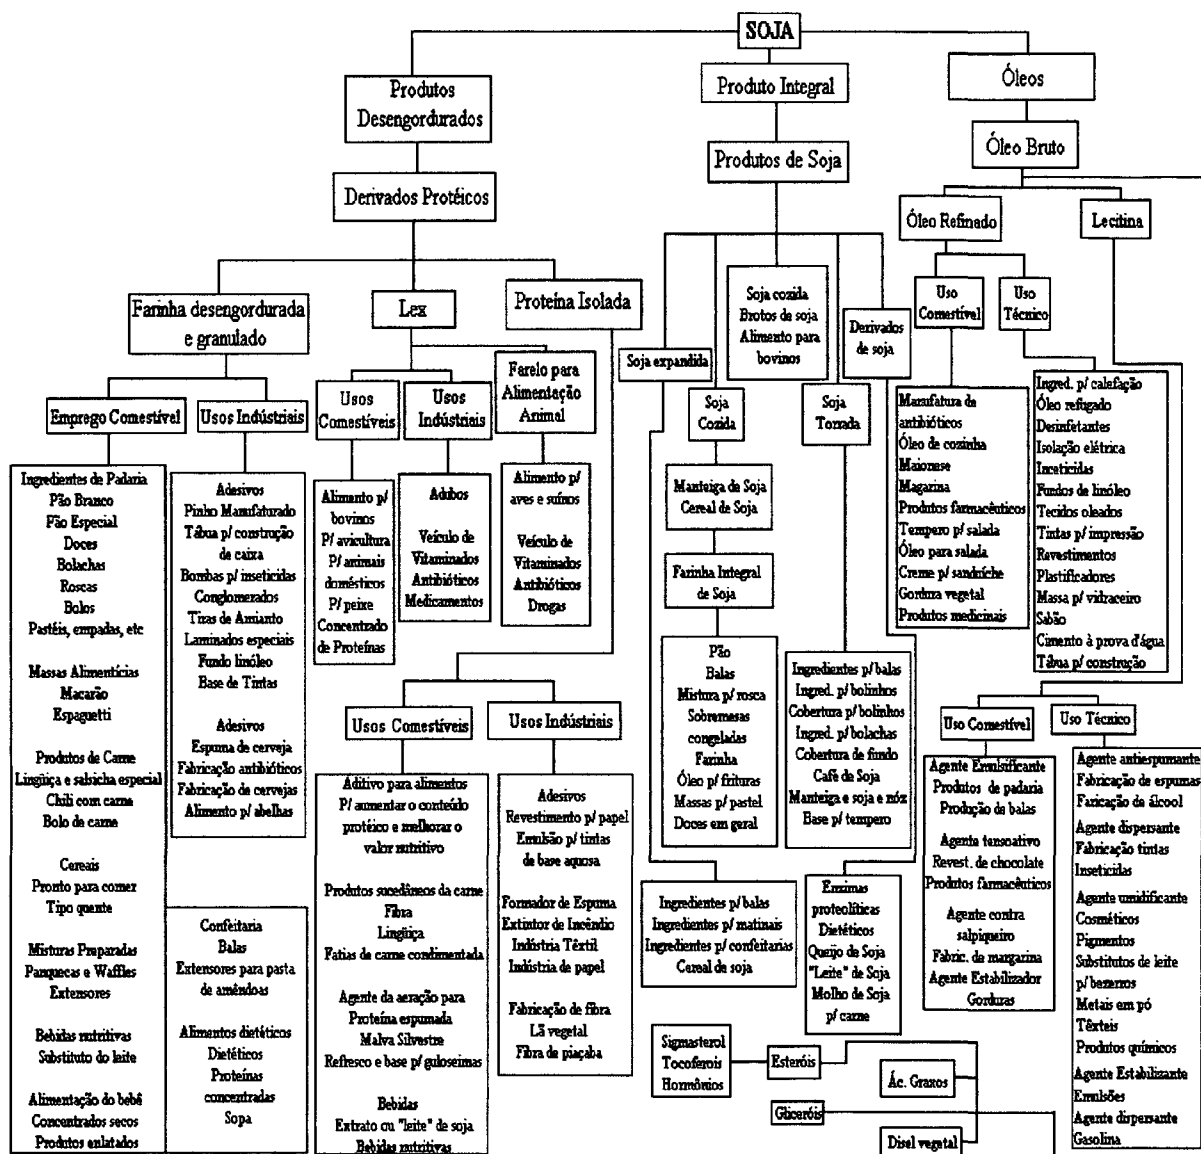 SOJA
Produtos
Desengordurados
Produto Integral
Óleos
Derivados Protéicos
Produtos de Soja
Óleo Bruto
Óleo Refinado
Lecitina
Farinha desengordurada
e granulado
Lex
Proteína Isolada
Soja expandida
Soja cozida
Brotos de soja
Alimento para
bovinos
Derivados
de soja
Uso
Comestível
Uso
Técnico
Emprego Comestível
Usos Indústriais
Usos
Comestíveis
Usos
Indústriais
Farelo para
Alimentação
Animal
Soja
Cozida
Soja
Torrada
Ingredientes de Padaria
Pão Branco
Fão Especial
Doces
Bolachas
Roscas
Bolos
Pastéis, empadas, etc
Massas Alimentícias
Macarão
Espaguetti
Produtos de Carne
Lingüiça e salsicha especial
Chili com carne
Bolo de carne
Cereais
Pronto para comer
Tipo quente
Misturas Preparadas
Panquecas e Waffles
Extensores
Bebidas nutritivas
Substituto do leite
Alimentação do bebê
Concentrados secos
Produtos enlatados
Adesivos
Pinho Manufaturado
Tábua p/ construção
de caixa
Bombas p/ inseticidas
Conglomerados
Tiras de Amianto
Laminados especiais
Fundo linóleo
Base de Tintas
Adesivos
Espuma de cerveja
Fabricação antibióticos
Fabricação de cervejas
Alimento p/ abelhas
Confeitaria
Balas
Extensores para pasta
de amêndoas
Alimentos dietéticos
Dietéticos
Proteínas
concentradas
Sopa
Alimento p/
bovinos
P/ avicultura
P/ animais
domésticos
P/ peixe
Concentrado
de Proteínas
Adubos
Veículo de
Vitaminados
Antibióticos
Medicamentos
Alimento p/
aves e suínos
Veículo de
Vitaminados
Antibióticos
Drogas
Usos Comestíveis
Usos Indústriais
Aditivo para alimentos
P/ aumentar o conteúdo
protéico e melhorar o
valor nutritivo
Produtos sucedâneos da carne
Fibra
Lingüiça
Fatias de carne condimentada
Agente da aeração para
Proteína espumada
Malva Silvestre
Refresco e base p/ guloseimas
Bebidas
Extrato ou "leite" de soja
Bebidas nutritivas
Adesivos
Revestimento p/ papel
Emulsão p/ tintas
de base aquosa
Formador de Espuma
Extintor de Incêndio
Indústria Têxtil
Indústria de papel
Fabricação de fibra
Lã vegetal
Fibra de piaçaba
Manteiga de Soja
Cereal de Soja
Farinha Integral
de Soja
Pão
Balas
Mistura p/ rosca
Sobremesas
congeladas
Farinha
Óleo p/ frituras
Massas p/ pastel
Doces em geral
Ingredientes p/ balas
Ingred. p/ bolinhos
Cobertura p/ bolinhos
Ingred. p/ bolachas
Cobertura de fundo
Café de Soja
Manteiga e soja e nóz
Base p/ tempero
Ingredientes p/ balas
Ingredientes p/ matinais
Ingredientes p/ confeitarias
Cereal de soja
Enzimas
proteolíticas
Dietéticos
Queijo de Soja
"Leite" de Soja
Molho de Soja
p/ carne
Manufatura de
antibióticos
Óleo de cozinha
Maionese
Magarina
Produtos farmacêuticos
Tempero p/ salada
Óleo para salada
Creme p/ sanduíche
Gordura vegetal
Produtos medicinais
Ingred. p/ calefação
Óleo refugado
Desinfetantes
Isolação elétrica
Inceticidas
Fundos de linóleo
Tecidos oleados
Tintas p/ impressão
Revestimentos
Plastificadores
Massa p/ vidraceiro
Sabão
Cimento à prova d'água
Tábua p/ construção
Uso Comestível
Uso Técnico
Agente Emulsificante
Produtos de padaria
Produção de balas
Agente tensoativo
Revest. de chocolate
Produtos farmacêuticos
Agente contra
salpiqueiro
Fabric. de margarina
Agente Estabilizador
Gorduras
Agente antiespumante
Fabricação de espumas
Faricação de álcool
Agente dispersante
Fabricação tintas
Inseticidas
Agente umidificante
Cosméticos
Pigmentos
Substitutos de leite
p/ bezerros
Metais em pó
Têxteis
Produtos químicos
Agente Estabilizante
Emulsões
Agente dispersante
Gasolina
Sigmasterol
Tocoferois
Hormônios
Esteróis
Ác. Graxos
Gliceróis
Disel vegetal